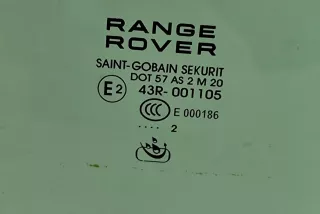 RANGE
ROVER
SAINT-GOBAIN SEKURIT
DOT 57 AS 2 M 20
E2 43R- 001105
CCC E 000186
.... 2